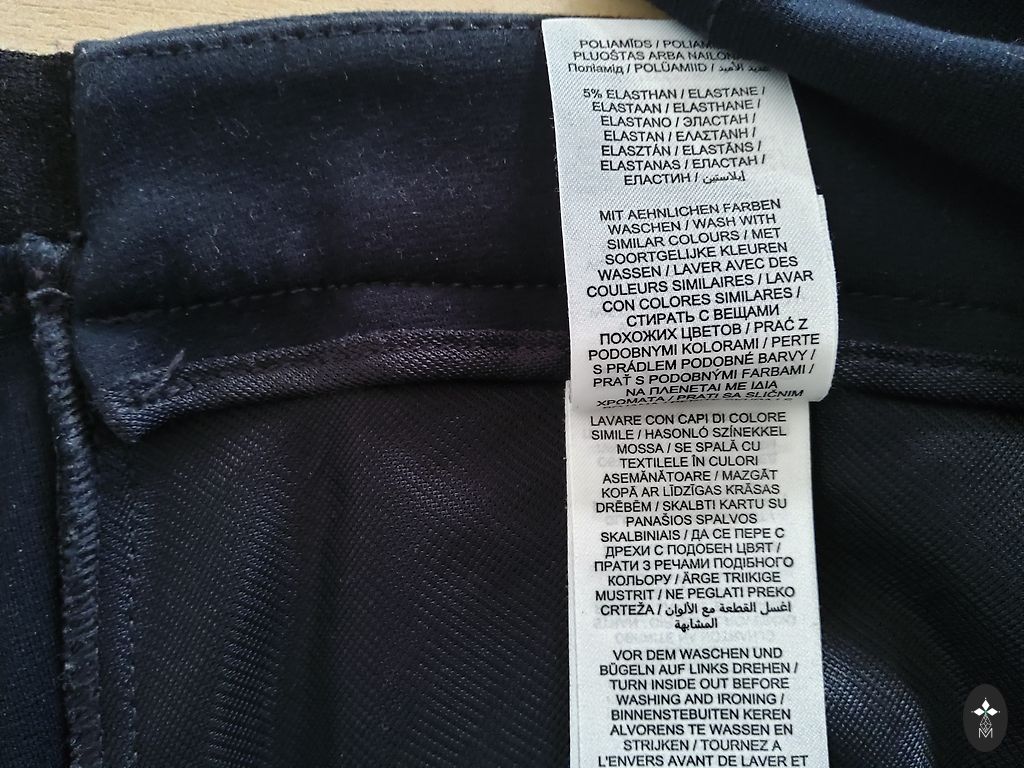 POLIAMĪDS / POLIAM
PLUOŠTAS ARBA NAILON
Поліамід / POLÜAMIID /
5% ELASTHAN / ELASTANE /
ELASTAAN / ELASTHANE /
ELASTANO / ЭЛАСТАН /
ELASTAN / ΕΛΑΣΤΑΝΗ /
ELASZTÁN / ELASTĀNS /
ELASTANAS / ЕЛАСТАН /
ЕЛАСТИН / إيلاستين
MIT AEHNLICHEN FARBEN
WASCHEN / WASH WITH
SIMILAR COLOURS / MET
SOORTGELIJKE KLEUREN
WASSEN / LAVER AVEC DES
COULEURS SIMILAIRES / LAVAR
CON COLORES SIMILARES /
СТИРАТЬ С ВЕЩАМИ
ПОХОЖИХ ЦВЕТОВ / PRAĆ Z
PODOBNYMI KOLORAMI / PERTE
S PRÁDLEM PODOBNÉ BARVY /
PRAŤ S PODOBNÝMI FARBAMI /
ΝΑ ΠΛΕΝΕΤΑΙ ΜΕ ΙΔΙΑ
ΧΡΩΜΑΤΑ / PRATI SA SLIČNIM
LAVARE CON CAPI DI COLORE
SIMILE / HASONLÓ SZÍNEKKEL
MOSSA / SE SPALĂ CU
TEXTILELE ÎN CULORI
ASEMĂNĂTOARE / MAZGĀT
KOPĀ AR LĪDZĪGAS KRĀSAS
DRĒBĒM / SKALBTI KARTU SU
PANAŠIOS SPALVOS
SKALBINIAIS / ДА СЕ ПЕРЕ С
ДРЕХИ С ПОДОБЕН ЦВЯТ /
ПРАТИ З РЕЧАМИ ПОДІБНОГО
КОЛЬОРУ / ÄRGE TRIIKIGE
MUSTRIT / NE PEGLATI PREKO
CRTEŽA / اغسل القطعة مع الألوان
المشابهة
VOR DEM WASCHEN UND
BÜGELN AUF LINKS DREHEN /
TURN INSIDE OUT BEFORE
WASHING AND IRONING /
BINNENSTEBUITEN KEREN
ALVORENS TE WASSEN EN
STRIJKEN / TOURNEZ A
L'ENVERS AVANT DE LAVER ET